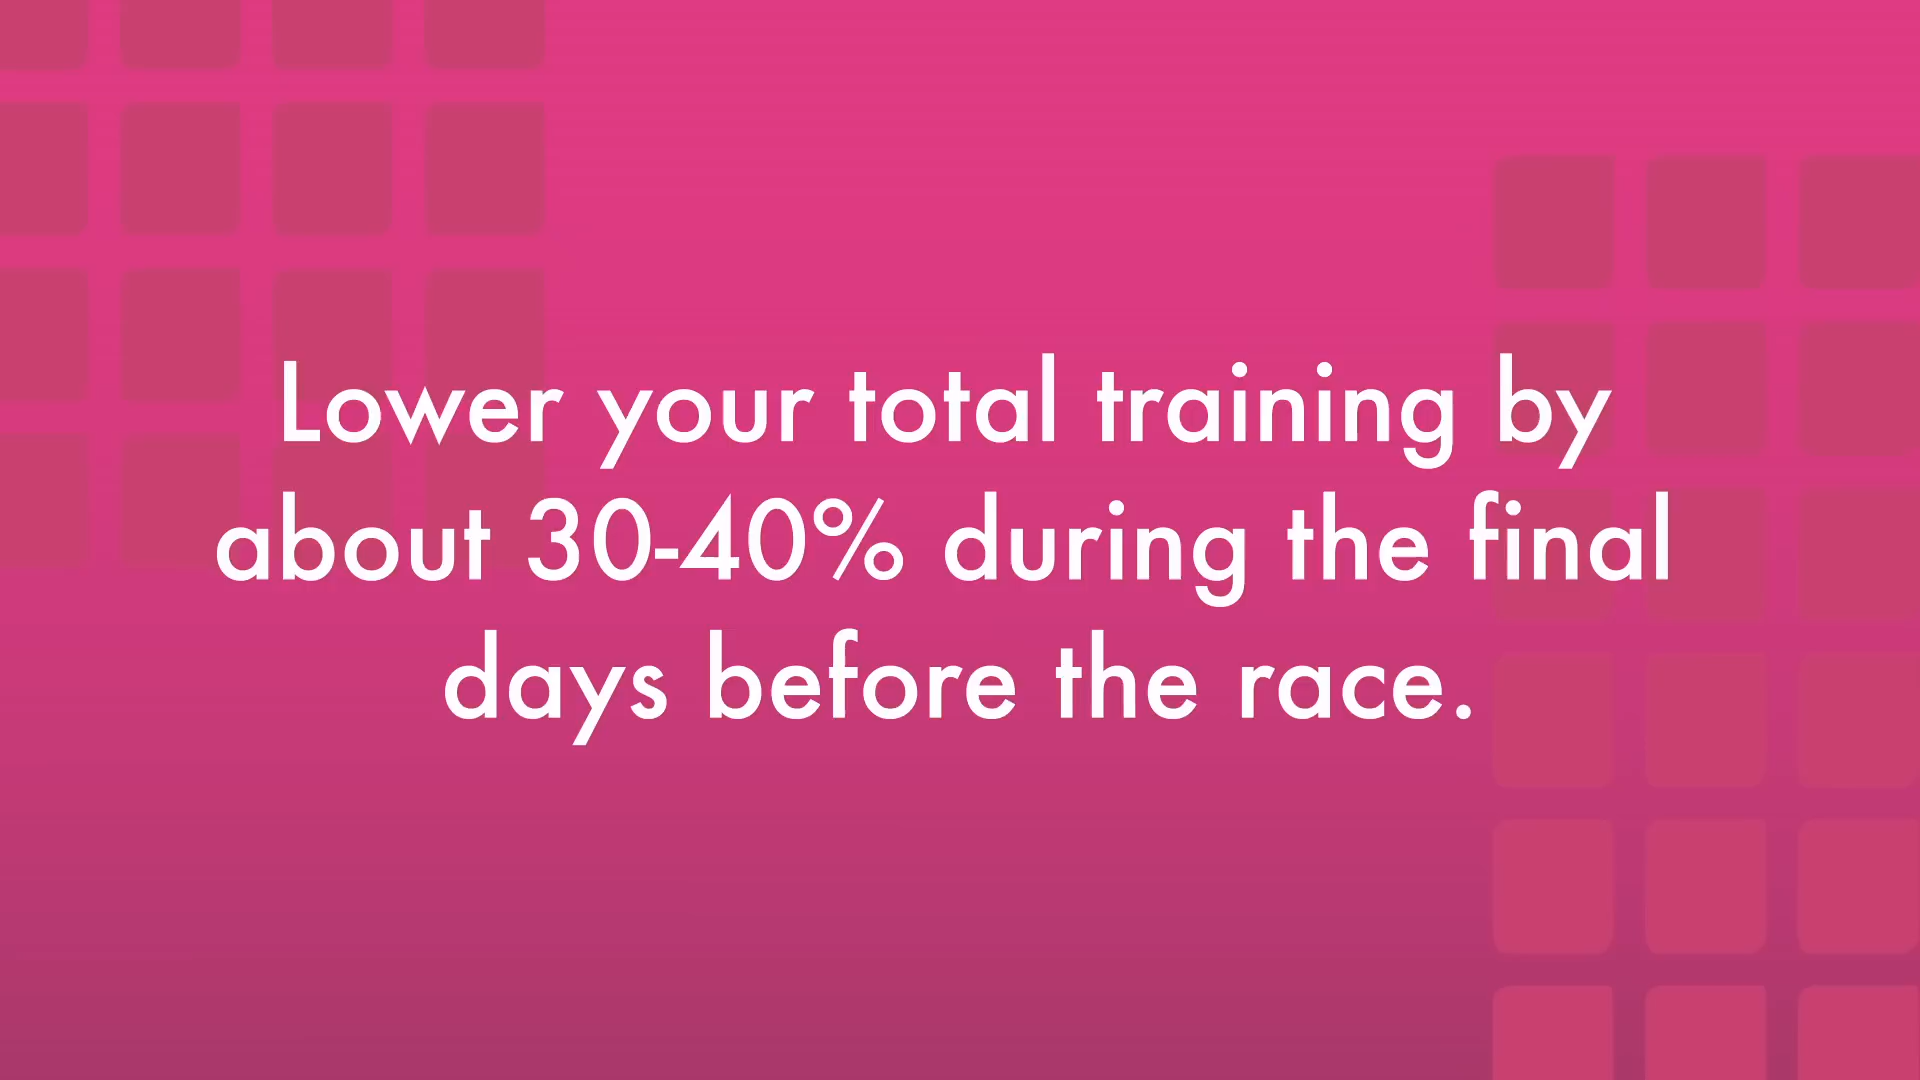 Lower your total training by
about 30-40% during the final
days before the race.